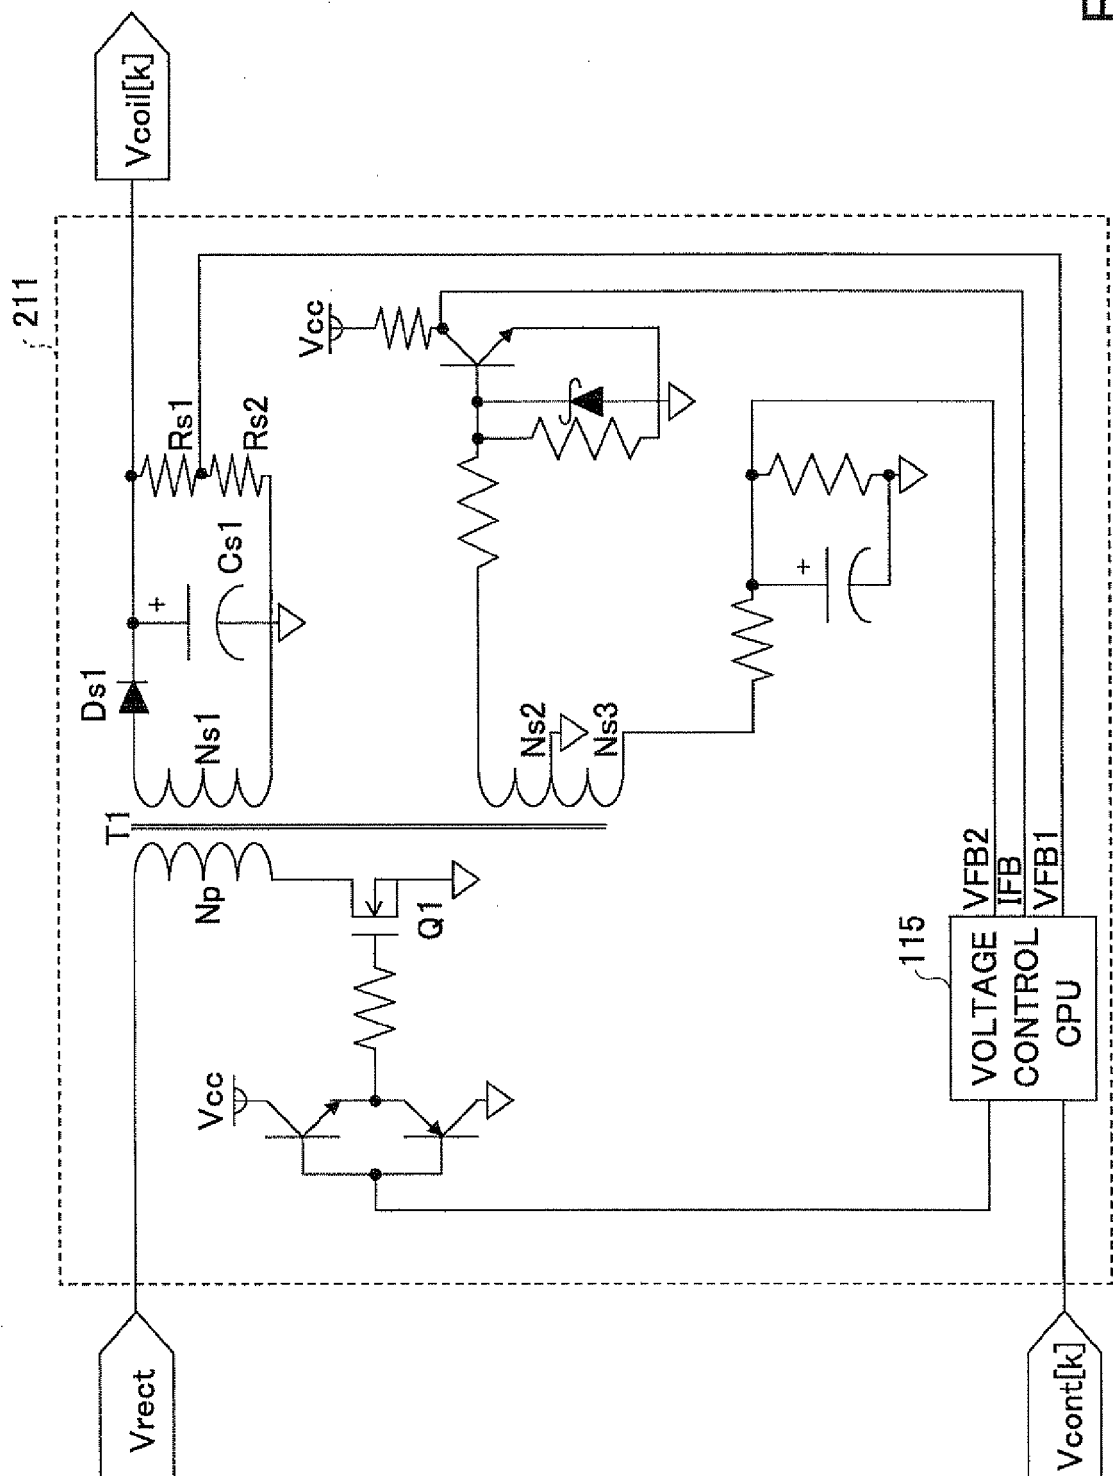 211
Vcoil[k]
Rs1
Rs2
Vcc
Cs1
+
Ds1
Ns1
+
Ns2
Ns3
T1
Np
Q1
VFB2
IFB
VFB1
115
VOLTAGE
CONTROL
CPU
Vcc
Vrect
Vcont[k]